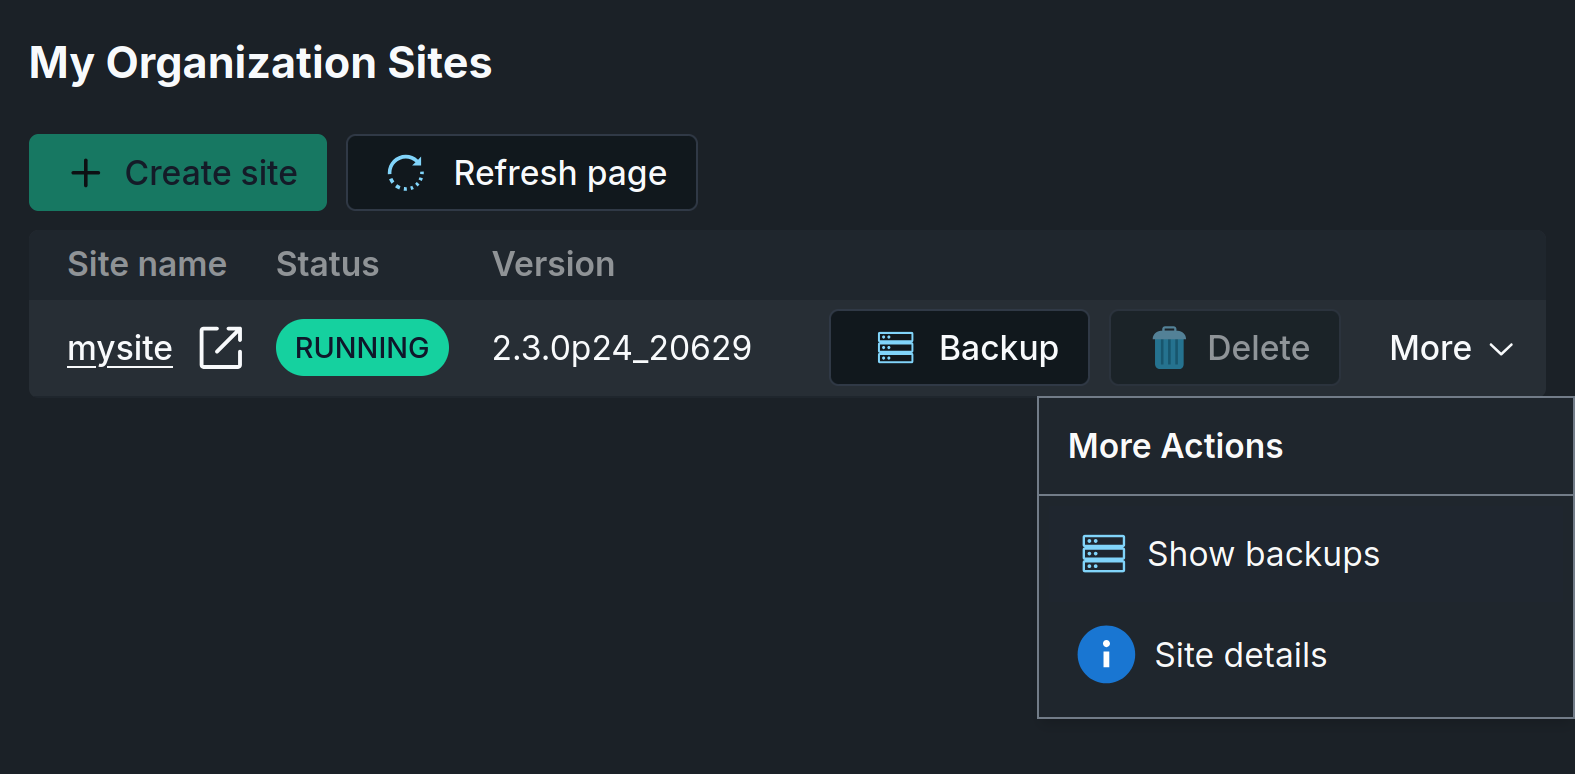 My Organization Sites
Create site Refresh page
Site name Status Version
mysite RUNNING 2.3.0p24_20629 Backup Delete More
More Actions
Show backups
Site details